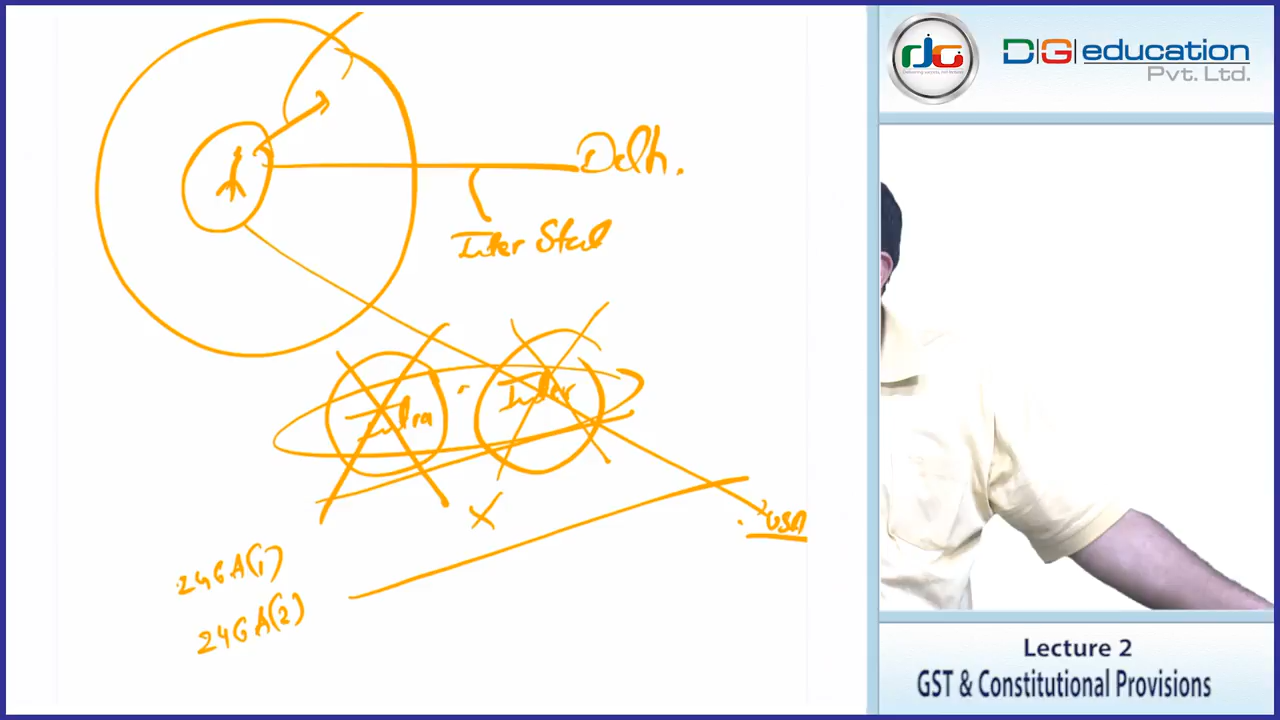 DG education
Pvt. Ltd.
Delh.
Inter State
Intra - Inter
USA
246A(1)
246A(2)
Lecture 2
GST & Constitutional Provisions